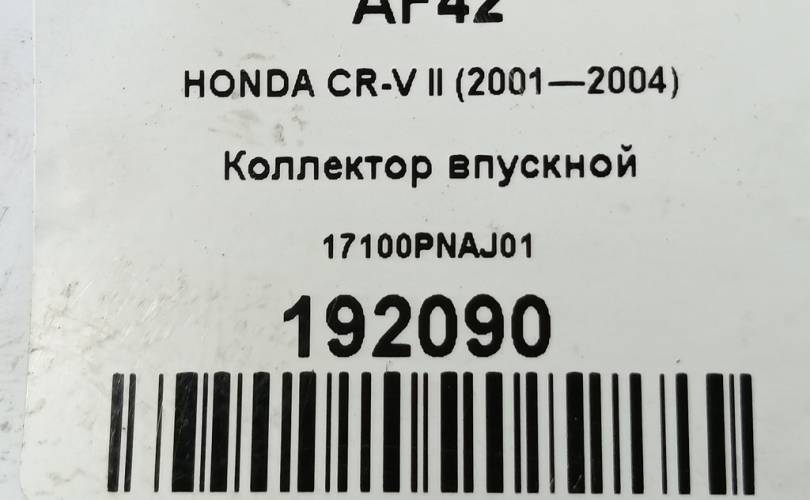 AF42
HONDA CR-V II (2001—2004)
Коллектор впускной
17100PNAJ01
192090